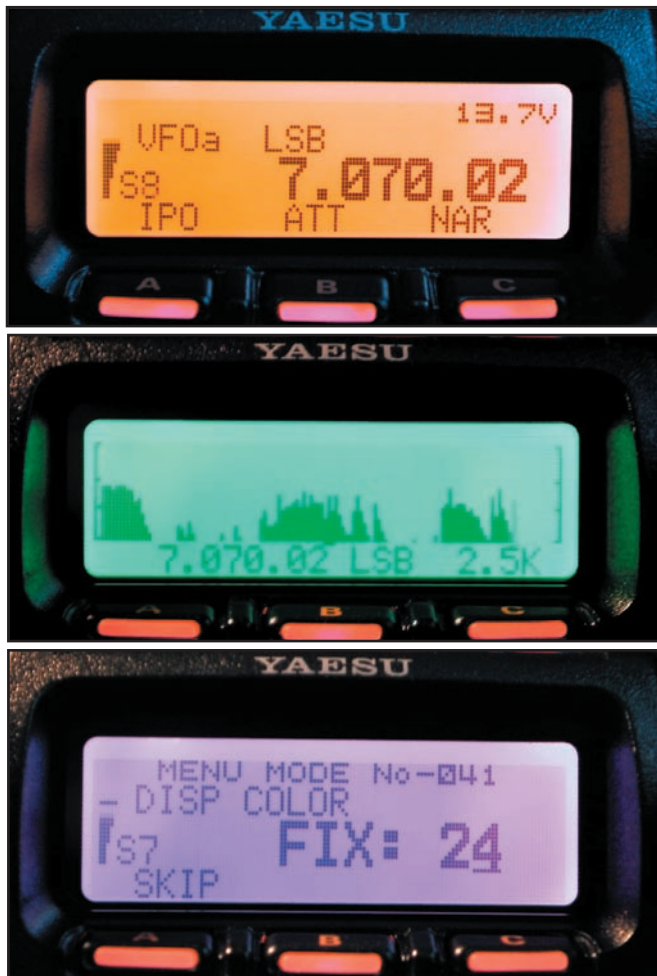 YAESU
13.7V
VFOa LSB
S8 7.070.02
IPO ATT NAR
A B C
YAESU
7.070.02 LSB 2.5K
A B C
YAESU
MENU MODE No-041
- DISP COLOR
S7 FIX: 24
SKIP
A B C